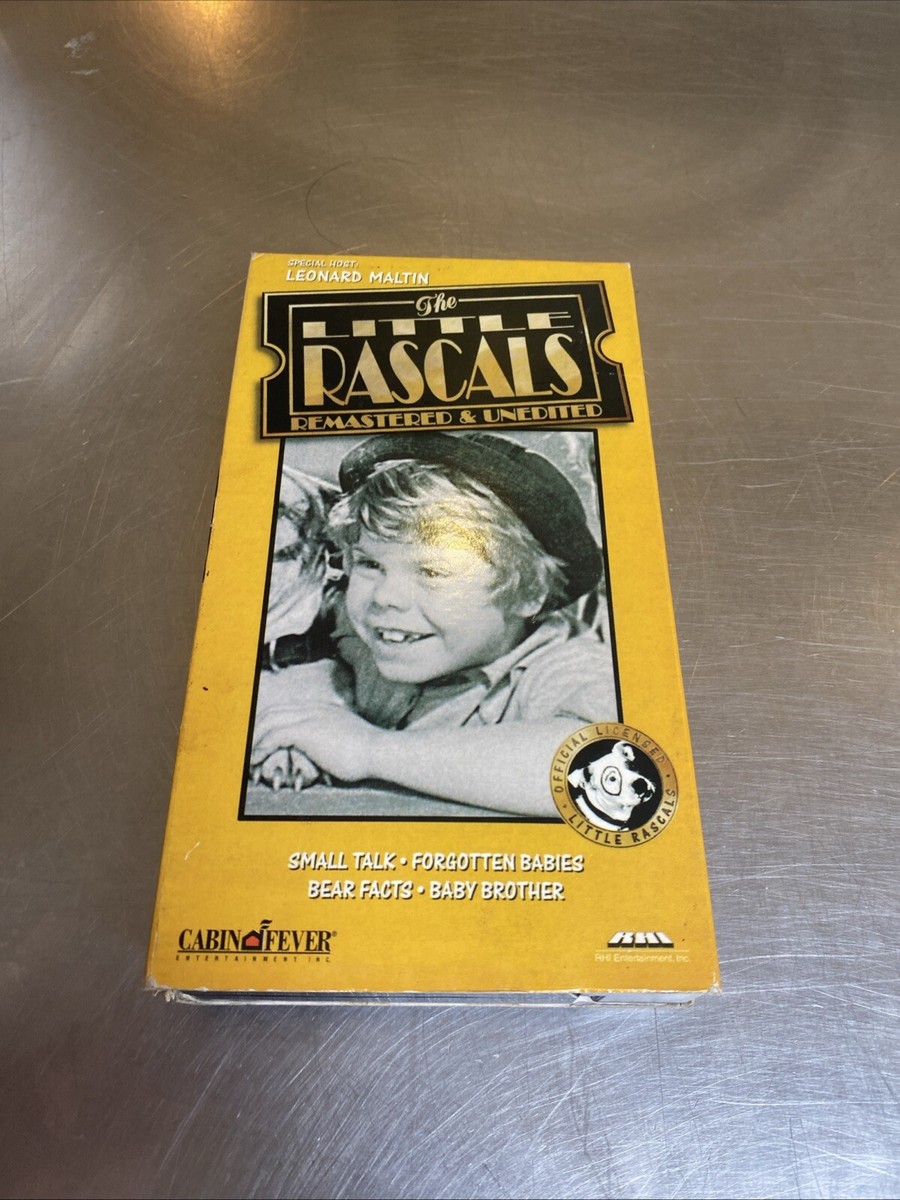 SPECIAL HOST:
LEONARD MALTIN
The
LITTLE
RASCALS
REMASTERED & UNEDITED
OFFICIAL LICENSED
• LITTLE RASCALS •
SMALL TALK • FORGOTTEN BABIES
BEAR FACTS • BABY BROTHER
CABIN FEVER®
ENTERTAINMENT INC.
RHI
RHI Entertainment, Inc.